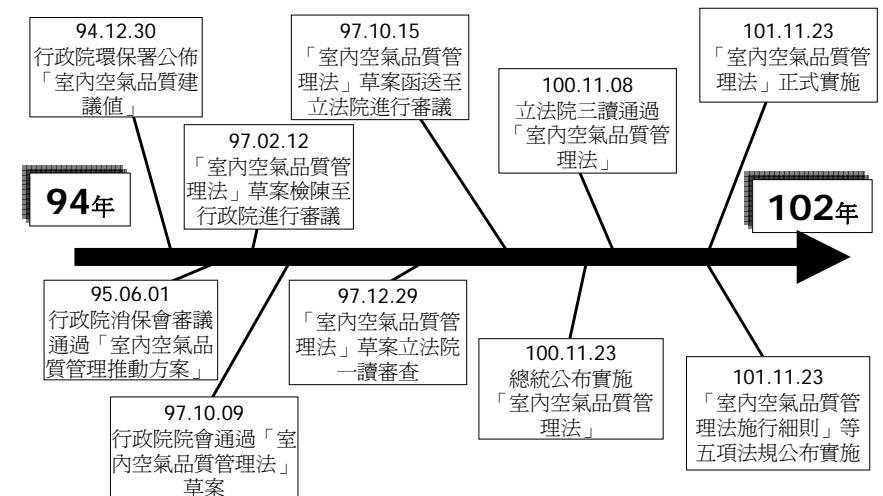 94.12.30
行政院環保署公佈
「室內空氣品質建
議值」
97.10.15
「室內空氣品質管
理法」草案函送至
立法院進行審議
101.11.23
「室內空氣品質管
理法」正式實施
100.11.08
立法院三讀通過
「室內空氣品質管
理法」
97.02.12
「室內空氣品質管
理法」草案檢陳至
行政院進行審議
94年
102年
95.06.01
行政院消保會審議
通過「室內空氣品
質管理推動方案」
97.12.29
「室內空氣品質管
理法」草案立法院
一讀審查
100.11.23
總統公布實施
「室內空氣品質管
理法」
101.11.23
「室內空氣品質管
理法施行細則」等
五項法規公布實施
97.10.09
行政院院會通過「室
內空氣品質管理法」
草案